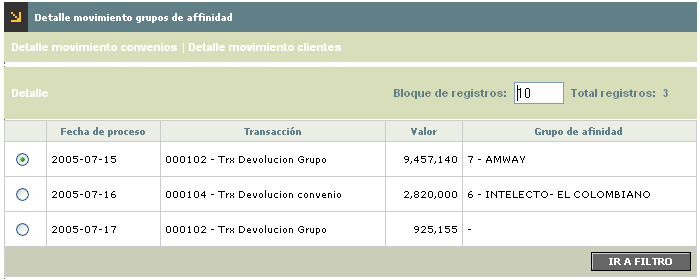 Detalle movimiento grupos de affinidad
Detalle movimiento convenios | Detalle movimiento clientes
Detalle Bloque de registros: 10 Total registros: 3
Fecha de proceso Transacción Valor Grupo de afinidad
2005-07-15 000102 - Trx Devolucion Grupo 9,457,140 7 - AMWAY
2005-07-16 000104 - Trx Devolucion convenio 2,820,000 6 - INTELECTO- EL COLOMBIANO
2005-07-17 000102 - Trx Devolucion Grupo 925,155 -
IR A FILTRO